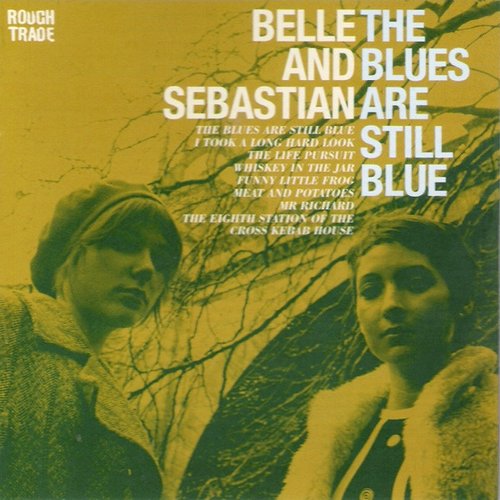 ROUGH
TRADE
BELLE
AND
SEBASTIAN
THE
BLUES
ARE
STILL
BLUE
THE BLUES ARE STILL BLUE
I TOOK A LONG HARD LOOK
THE LIFE PURSUIT
WHISKEY IN THE JAR
FUNNY LITTLE FROG
MEAT AND POTATOES
MR RICHARD
THE EIGHTH STATION OF THE
CROSS KEBAB HOUSE